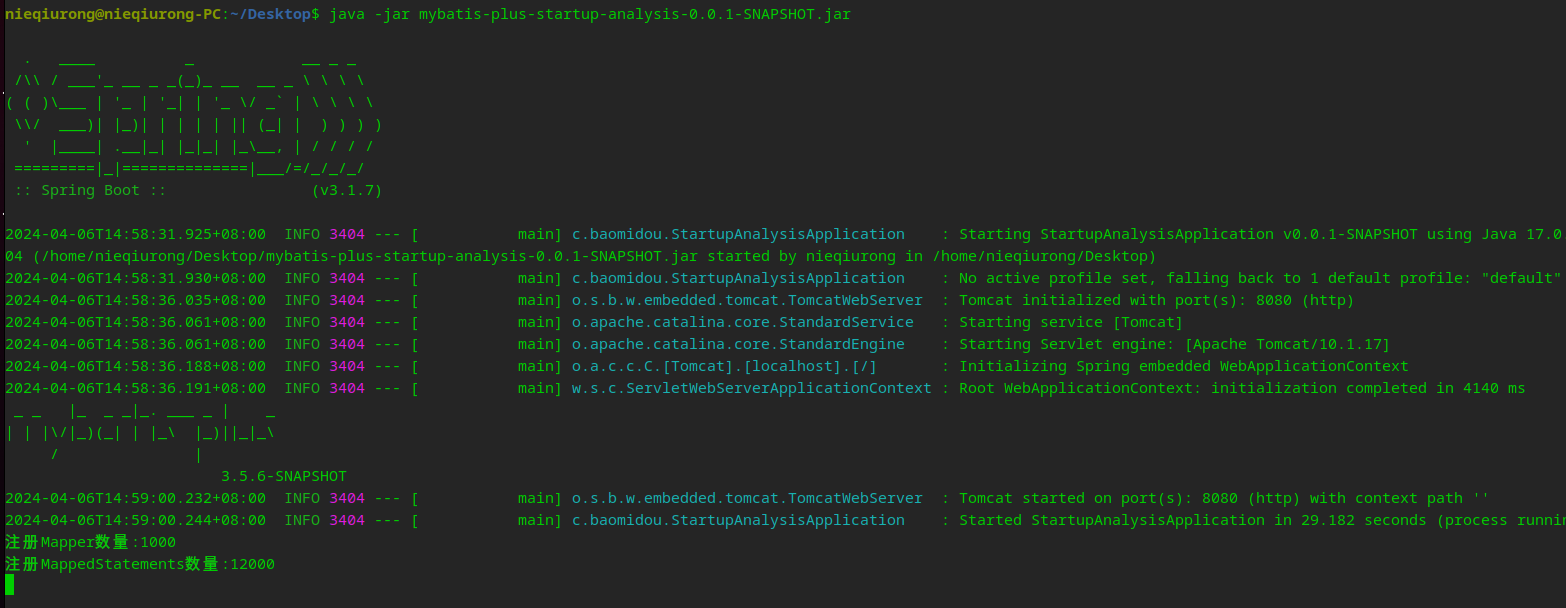 nieqiurong@nieqiurong-PC:~/Desktop$ java -jar mybatis-plus-startup-analysis-0.0.1-SNAPSHOT.jar
  .   ____          _            __ _ _
 /\\ / ___'_ __ _ _(_)_ __  __ _ \ \ \ \
( ( )\___ | '_ | '_| | '_ \/ _` | \ \ \ \
 \\/  ___)| |_)| | | | | || (_| |  ) ) ) )
  '  |____| .__|_| |_|_| |_\__, | / / / /
 =========|_|==============|___/=/_/_/_/
 :: Spring Boot ::                (v3.1.7)
2024-04-06T14:58:31.925+08:00  INFO 3404 --- [           main] c.baomidou.StartupAnalysisApplication    : Starting StartupAnalysisApplication v0.0.1-SNAPSHOT using Java 17.0
04 (/home/nieqiurong/Desktop/mybatis-plus-startup-analysis-0.0.1-SNAPSHOT.jar started by nieqiurong in /home/nieqiurong/Desktop)
2024-04-06T14:58:31.930+08:00  INFO 3404 --- [           main] c.baomidou.StartupAnalysisApplication    : No active profile set, falling back to 1 default profile: "default"
2024-04-06T14:58:36.035+08:00  INFO 3404 --- [           main] o.s.b.w.embedded.tomcat.TomcatWebServer  : Tomcat initialized with port(s): 8080 (http)
2024-04-06T14:58:36.061+08:00  INFO 3404 --- [           main] o.apache.catalina.core.StandardService   : Starting service [Tomcat]
2024-04-06T14:58:36.061+08:00  INFO 3404 --- [           main] o.apache.catalina.core.StandardEngine    : Starting Servlet engine: [Apache Tomcat/10.1.17]
2024-04-06T14:58:36.188+08:00  INFO 3404 --- [           main] o.a.c.c.C.[Tomcat].[localhost].[/]       : Initializing Spring embedded WebApplicationContext
2024-04-06T14:58:36.191+08:00  INFO 3404 --- [           main] w.s.c.ServletWebServerApplicationContext : Root WebApplicationContext: initialization completed in 4140 ms
 _ _   |_  _ _|_. ___ _ |    _
| | |\/|_)(_| | |_\  |_)||_|_\
     /               |
                        3.5.6-SNAPSHOT
2024-04-06T14:59:00.232+08:00  INFO 3404 --- [           main] o.s.b.w.embedded.tomcat.TomcatWebServer  : Tomcat started on port(s): 8080 (http) with context path ''
2024-04-06T14:59:00.244+08:00  INFO 3404 --- [           main] c.baomidou.StartupAnalysisApplication    : Started StartupAnalysisApplication in 29.182 seconds (process runnin
注册Mapper数量:1000
注册MappedStatements数量:12000